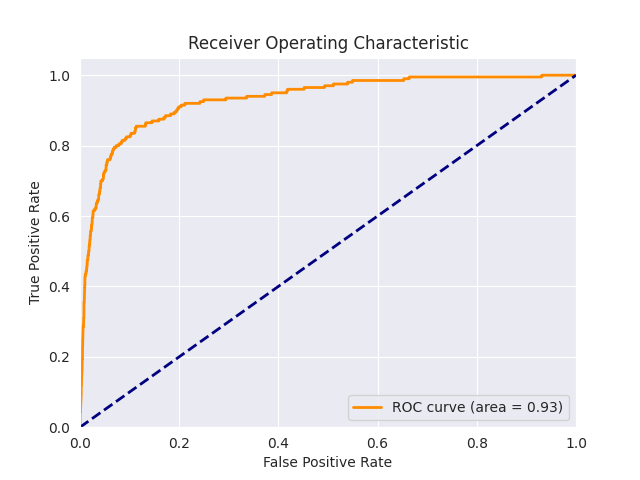 Receiver Operating Characteristic
1.0
0.8
0.6
0.4
0.2
0.0
True Positive Rate
ROC curve (area = 0.93)
0.0 0.2 0.4 0.6 0.8 1.0
False Positive Rate